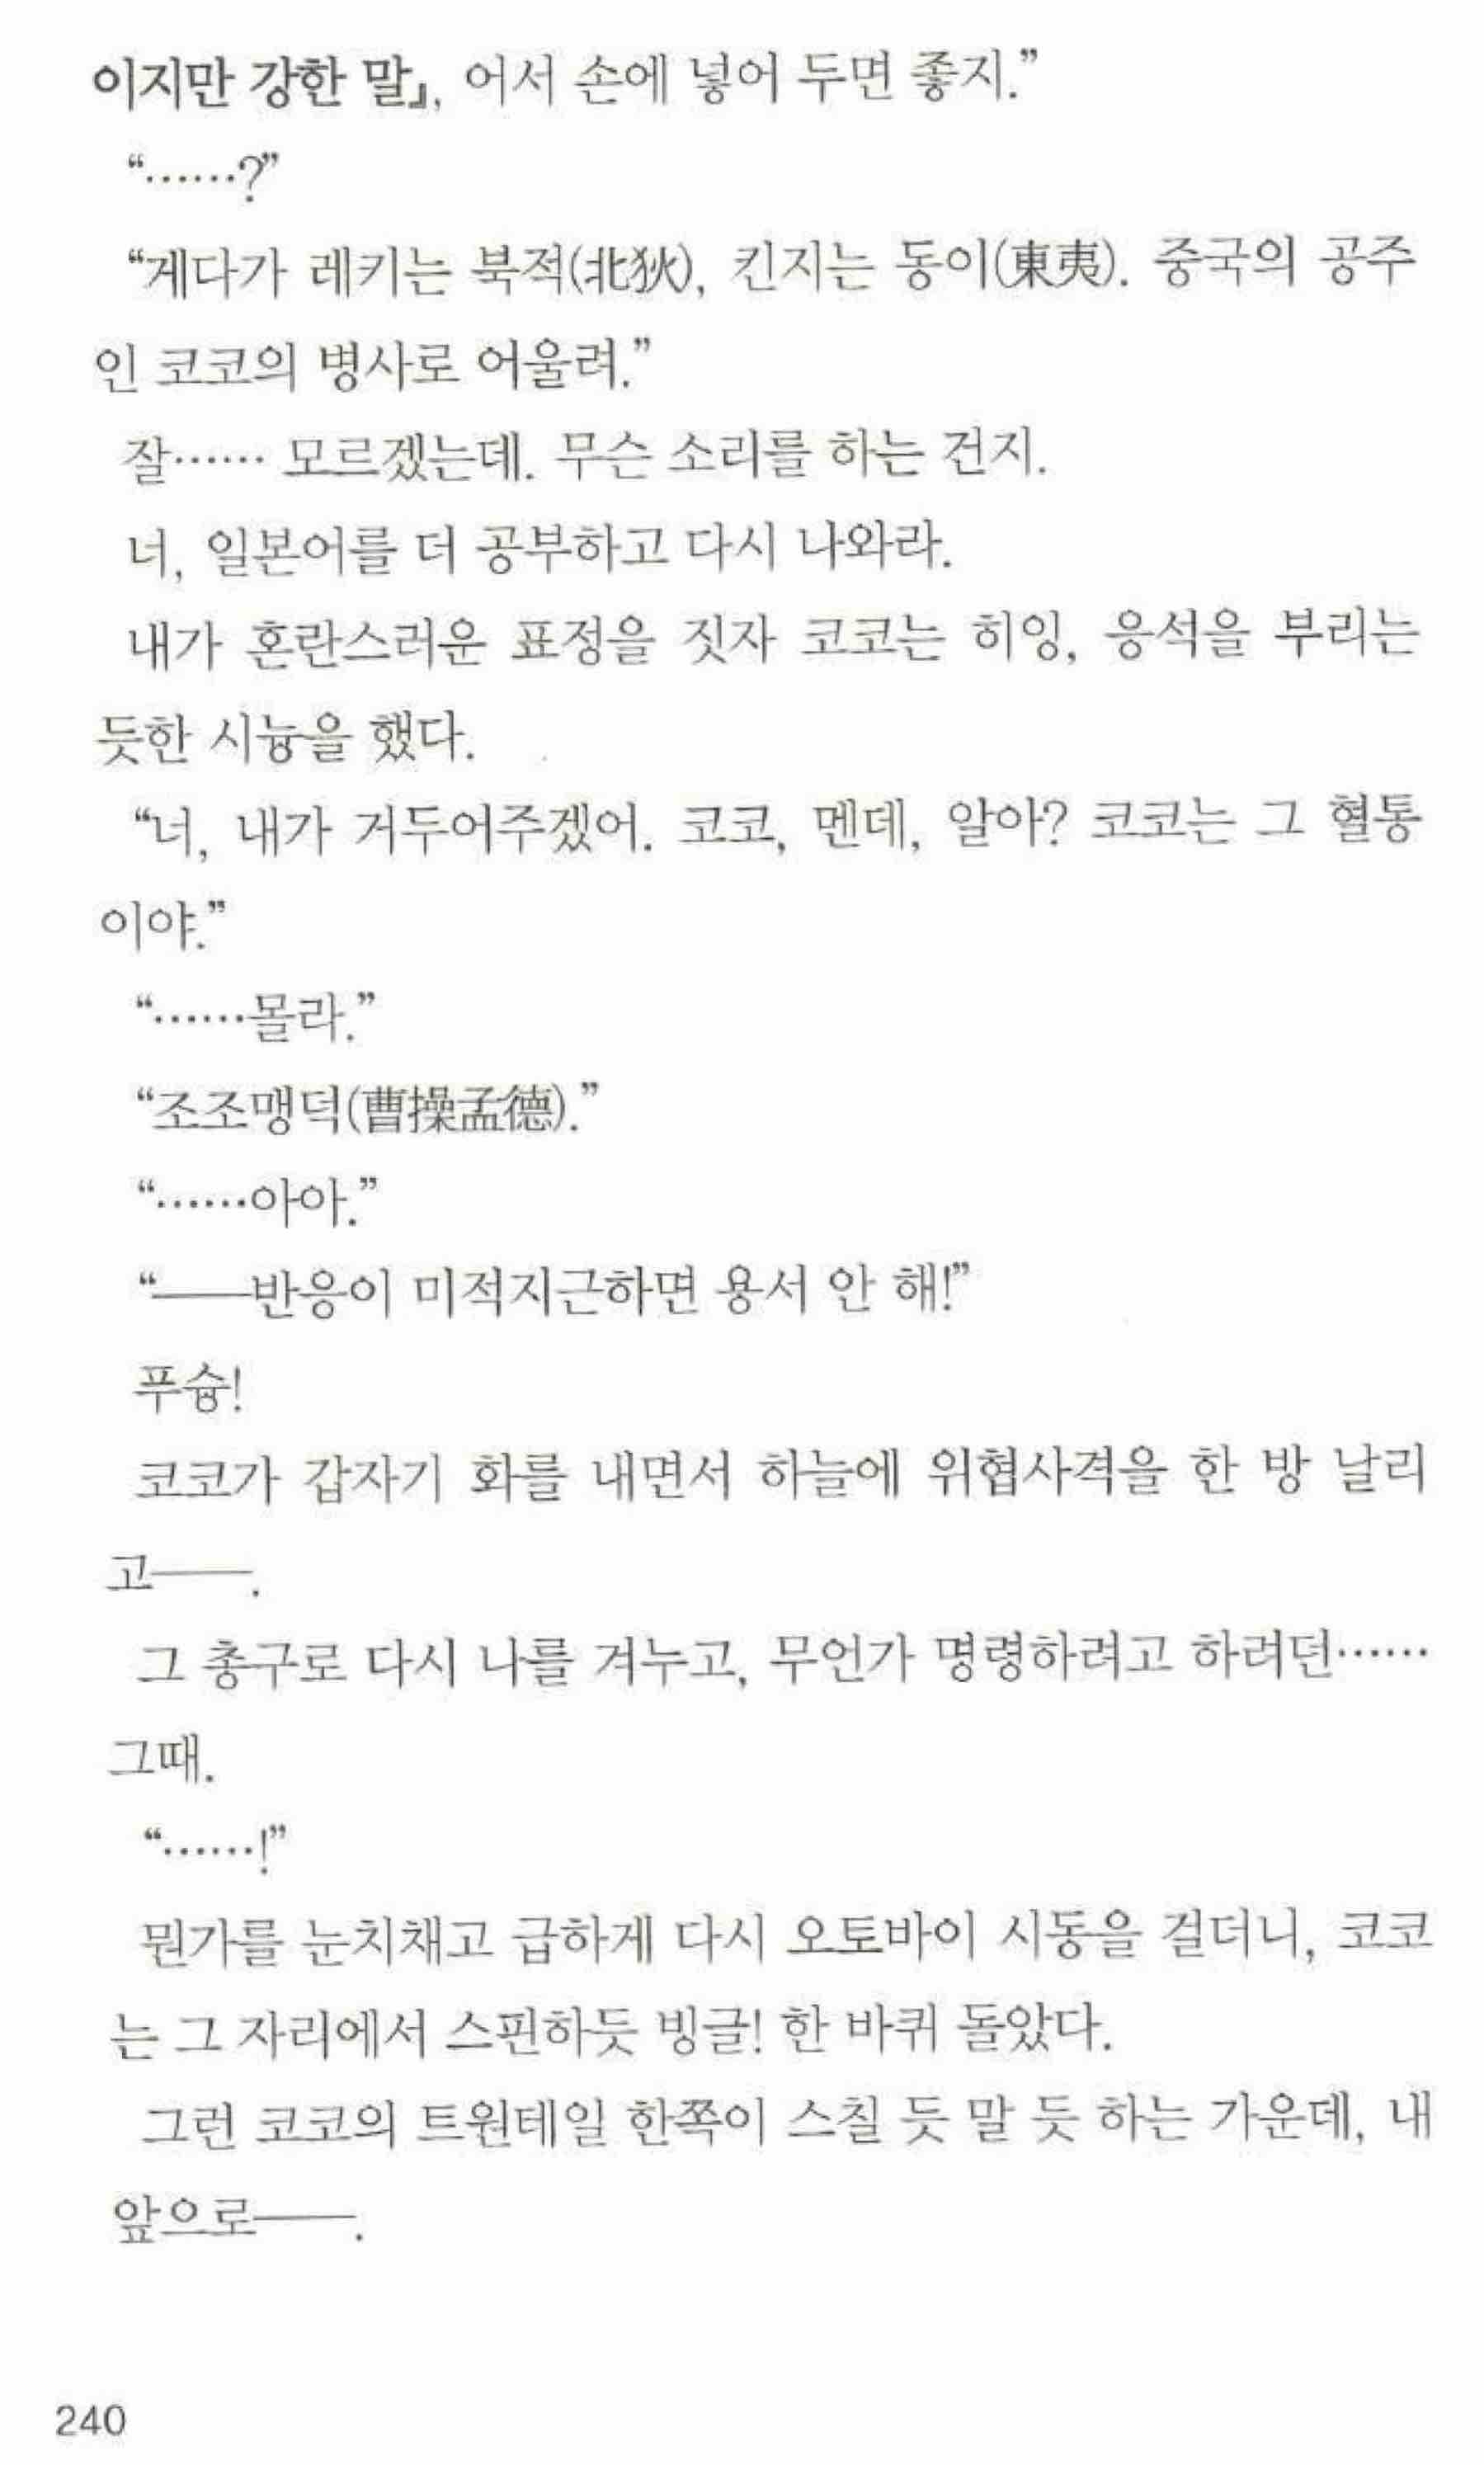 이지만 강한 말』, 어서 손에 넣어 두면 좋지.”
“……?”
“게다가 레키는 북적(北狄), 킨지는 동이(東夷). 중국의 공주
인 코코의 병사로 어울려.”
잘…… 모르겠는데. 무슨 소리를 하는 건지.
너, 일본어를 더 공부하고 다시 나와라.
내가 혼란스러운 표정을 짓자 코코는 히잉, 응석을 부리는
듯한 시늉을 했다.
“너, 내가 거두어주겠어. 코코, 멘데, 알아? 코코는 그 혈통
이야.”
“……몰라.”
“조조맹덕(曹操孟德).”
“……아아.”
“──반응이 미적지근하면 용서 안 해!”
푸슝!
코코가 갑자기 화를 내면서 하늘에 위협사격을 한 방 날리
고──.
그 총구로 다시 나를 겨누고, 무언가 명령하려고 하려던……
그때.
“……!”
뭔가를 눈치채고 급하게 다시 오토바이 시동을 걸더니, 코코
는 그 자리에서 스핀하듯 빙글! 한 바퀴 돌았다.
그런 코코의 트윈테일 한쪽이 스칠 듯 말 듯 하는 가운데, 내
앞으로──.
240